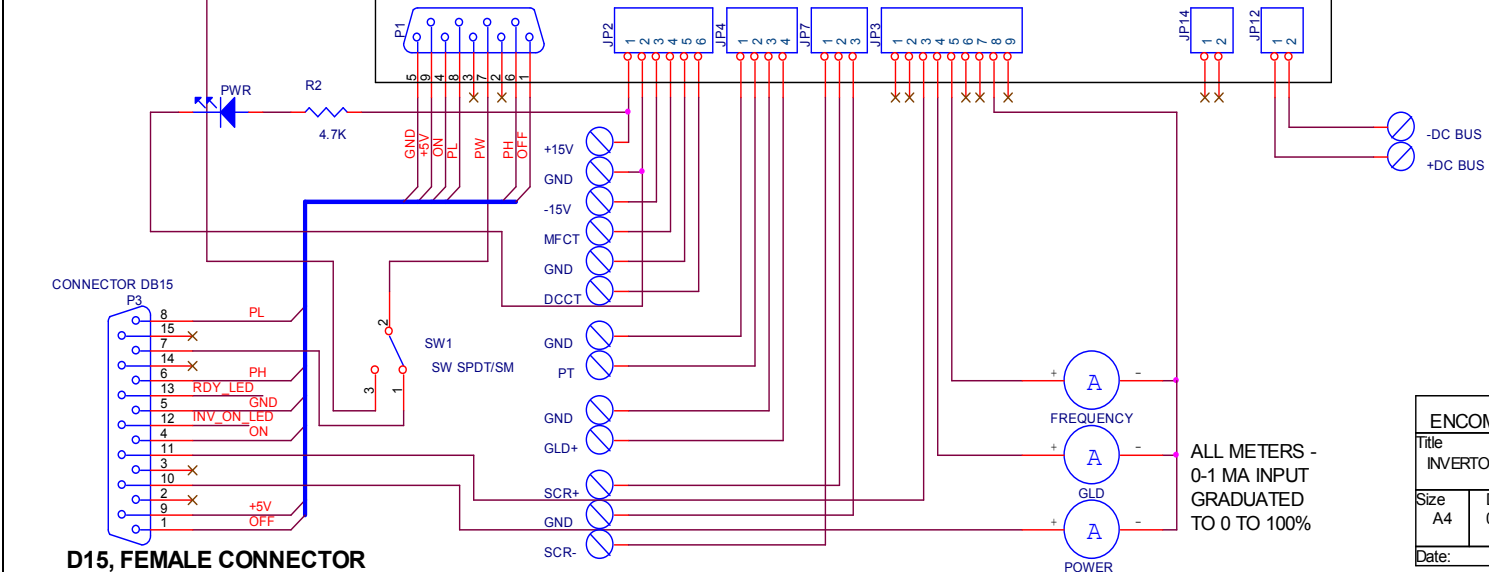 P1
JP2
JP4
JP7
JP3
JP14
JP12
1 2 3 4 5 6
1 2 3 4
1 2 3
1 2 3 4 5 6 7 8 9
1 2
1 2
5 9 4 8 3 7 2 6 1
PWR
R2
4.7K
GND
+5V
ON
PL
PW
PH
OFF
+15V
GND
-15V
MFCT
GND
DCCT
GND
PT
GND
GLD+
SCR+
GND
SCR-
-DC BUS
+DC BUS
CONNECTOR DB15
P3
8 PL
15
7
14
6 PH
13 RDY_LED
5 GND
12 INV_ON_LED
4 ON
11
3
10
2
9 +5V
1 OFF
D15, FEMALE CONNECTOR
2
SW1
SW SPDT/SM
3 1
+ A -
FREQUENCY
+ A -
GLD
+ A -
POWER
ALL METERS -
0-1 MA INPUT
GRADUATED
TO 0 TO 100%
ENCOM
Title
INVERTO
Size
A4
Date: